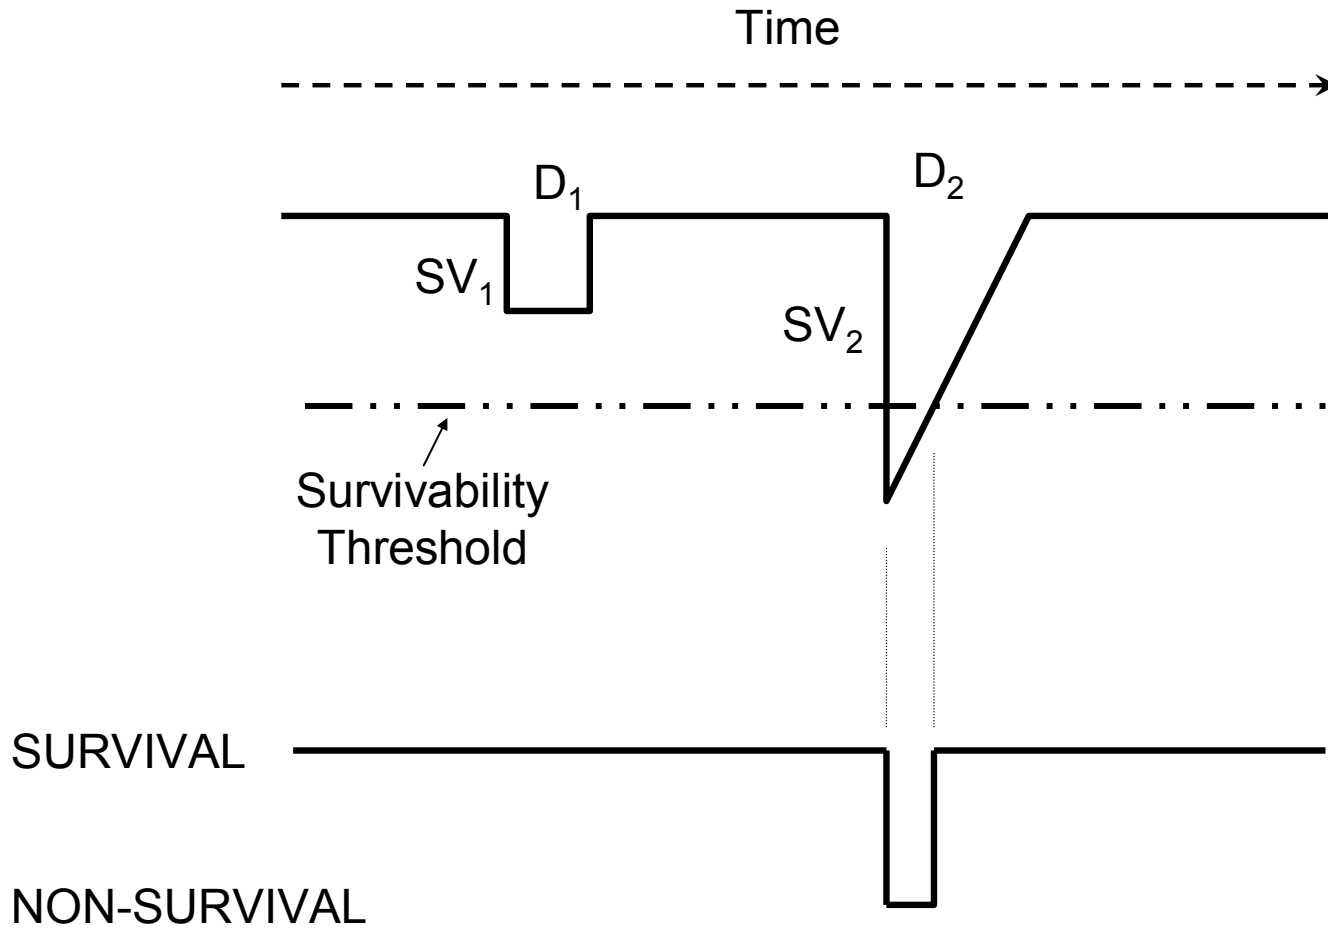 Time
D₁
D₂
SV₁
SV₂
Survivability
Threshold
SURVIVAL
NON-SURVIVAL